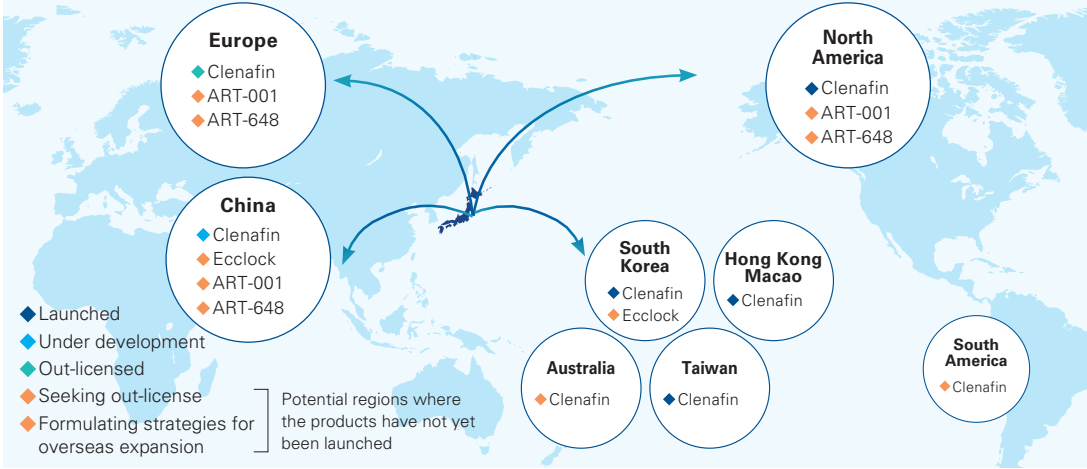 Europe
Clenafin
ART-001
ART-648
North
America
Clenafin
ART-001
ART-648
China
Clenafin
Ecclock
ART-001
ART-648
South
Korea
Clenafin
Ecclock
Hong Kong
Macao
Clenafin
Australia
Clenafin
Taiwan
Clenafin
South
America
Clenafin
Launched
Under development
Out-licensed
Seeking out-license
Formulating strategies for
overseas expansion
Potential regions where
the products have not yet
been launched